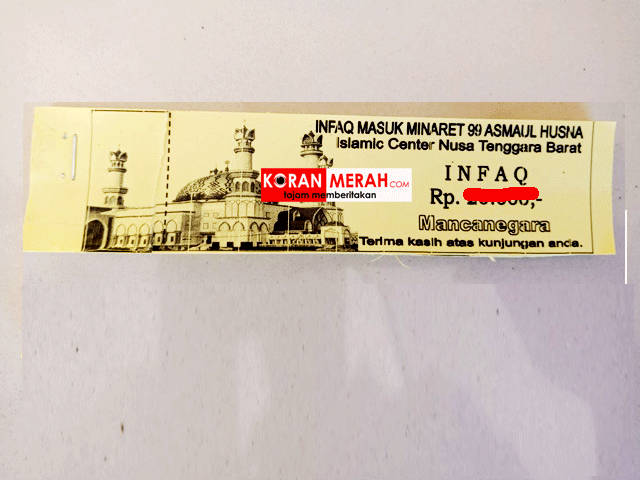 INFAQ MASUK MINARET 99 ASMAUL HUSNA
Islamic Center Nusa Tenggara Barat
INFAQ
Rp.
Mancanegara
Terima kasih atas kunjungan anda.
KORAN MERAH.COM
tajam memberitakan